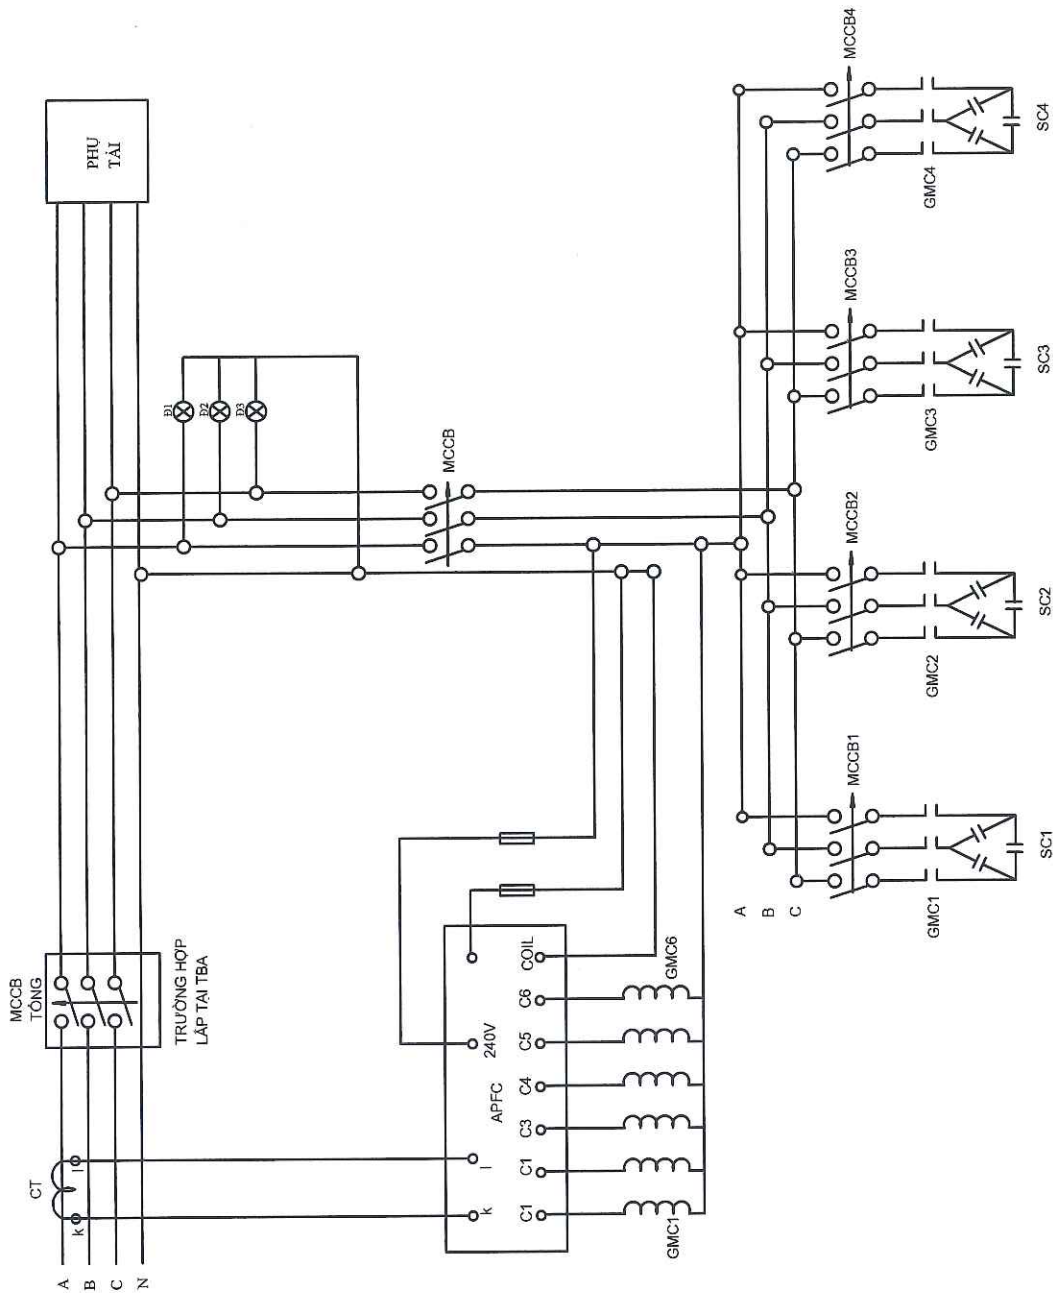 A
B
C
N
CT
k
l
MCCB
TỔNG
TRƯỜNG HỢP
LẮP TẠI TBA
PHỤ
TẢI
Đ1
Đ2
Đ3
MCCB
k
l
APFC
240V
C1
C1
C3
C4
C5
C6
COIL
GMC1
GMC6
A
B
C
MCCB1
MCCB2
MCCB3
MCCB4
GMC1
GMC2
GMC3
GMC4
SC1
SC2
SC3
SC4